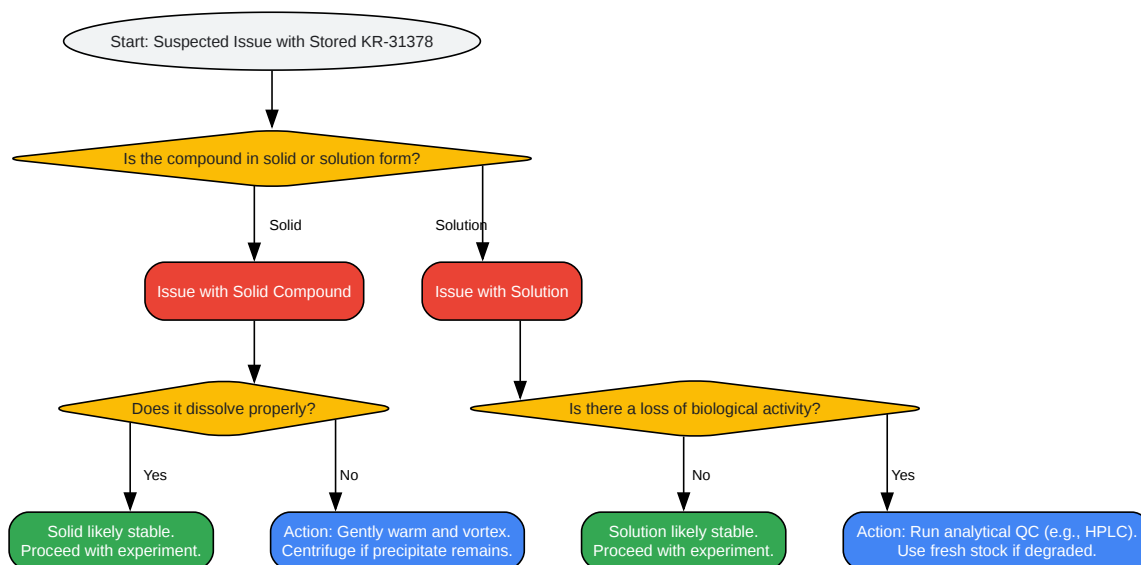 Start: Suspected Issue with Stored KR-31378
Is the compound in solid or solution form?
Solid
Solution
Issue with Solid Compound
Issue with Solution
Does it dissolve properly?
Is there a loss of biological activity?
Yes
No
No
Yes
Solid likely stable.
Proceed with experiment.
Action: Gently warm and vortex.
Centrifuge if precipitate remains.
Solution likely stable.
Proceed with experiment.
Action: Run analytical QC (e.g., HPLC).
Use fresh stock if degraded.